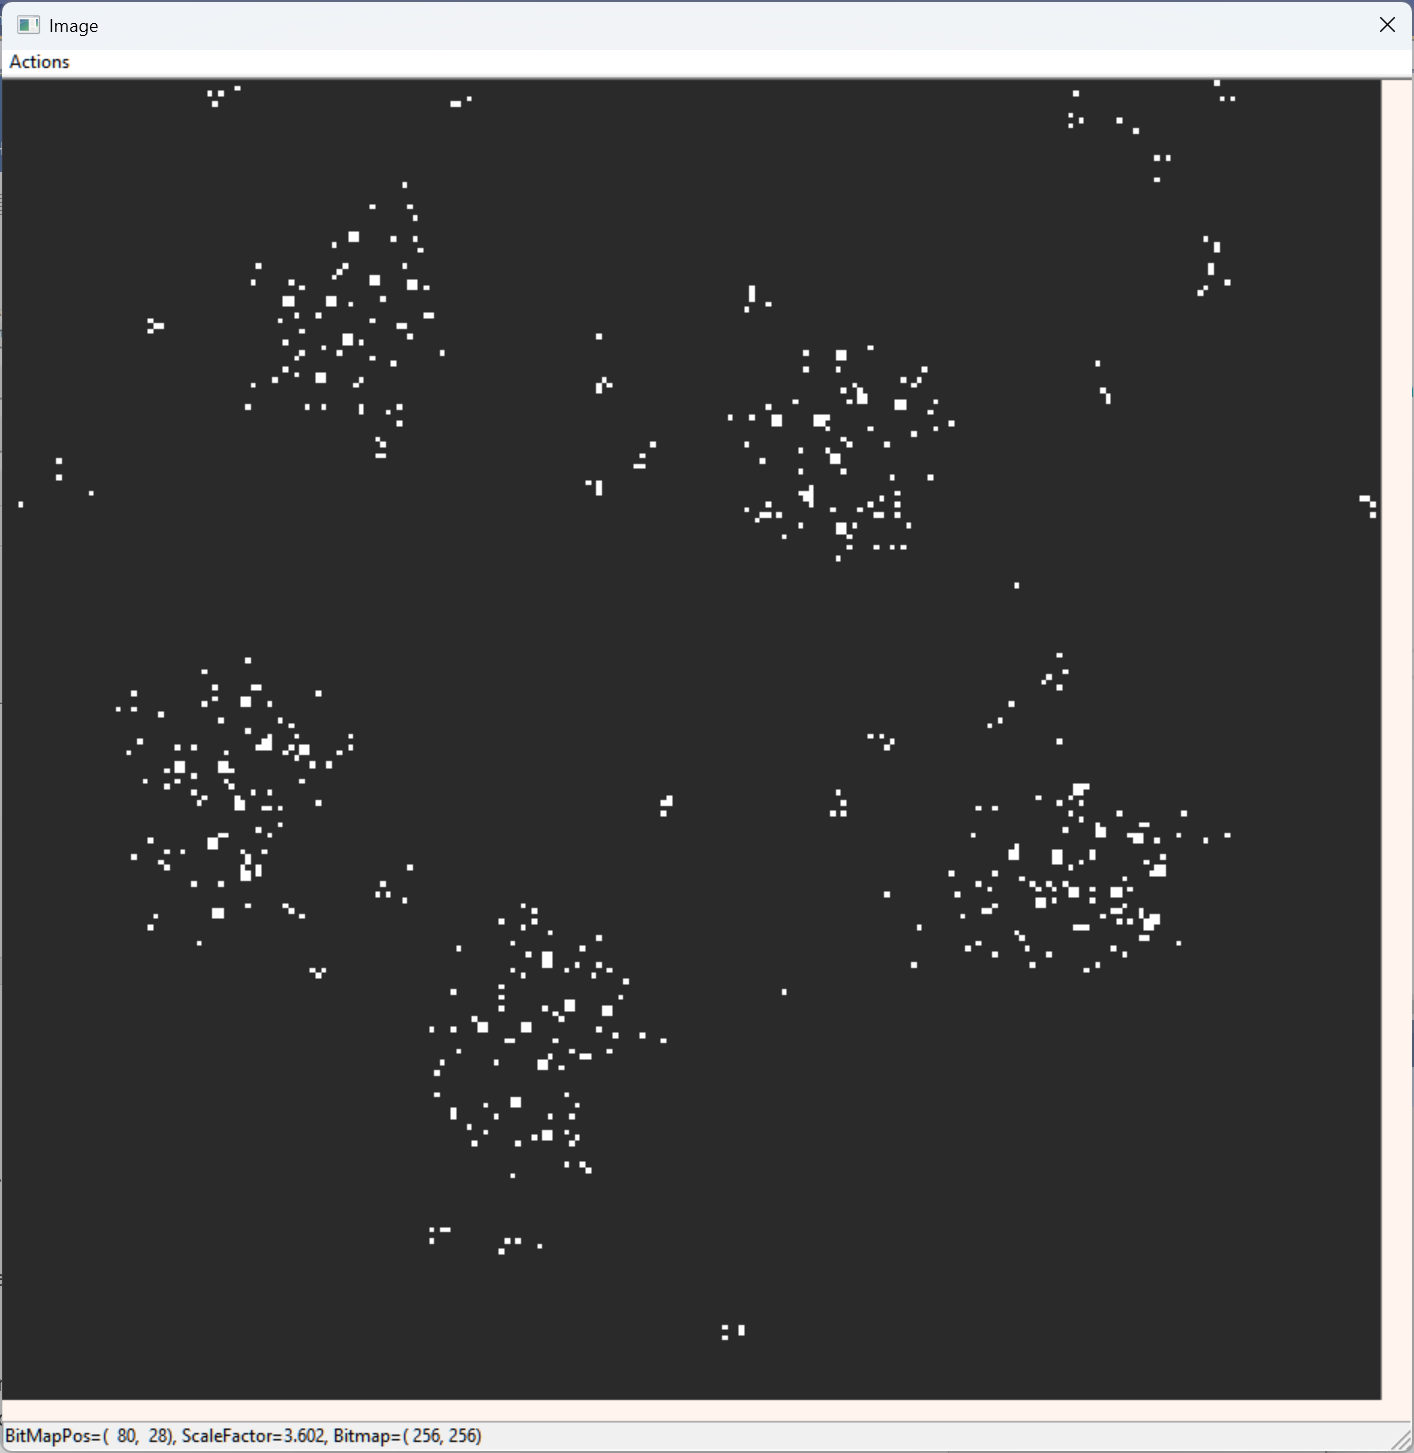 Image
Actions
BitMapPos=( 80, 28), ScaleFactor=3.602, Bitmap=( 256, 256)